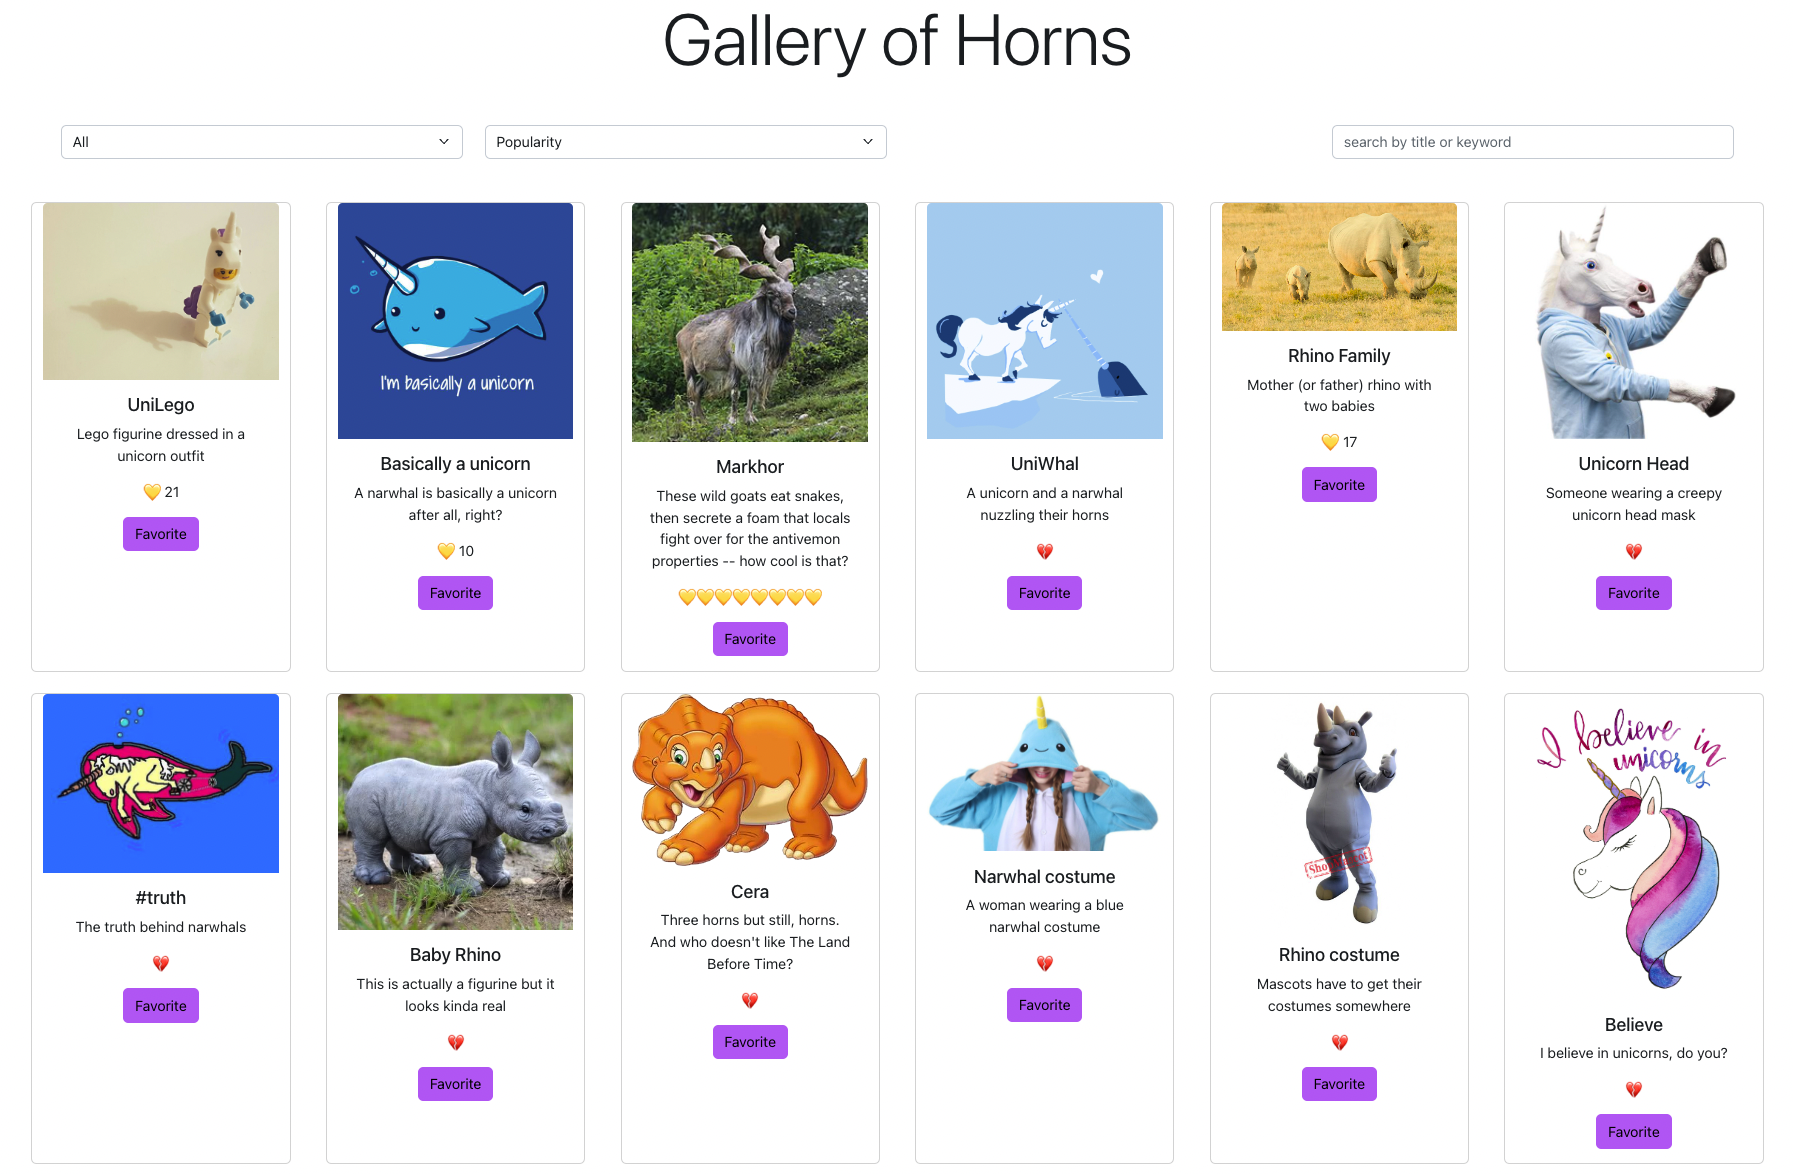 Gallery of Horns
All
Popularity
search by title or keyword
UniLego
Lego figurine dressed in a
unicorn outfit
💛 21
Favorite
I'm basically a unicorn
Basically a unicorn
A narwhal is basically a unicorn
after all, right?
💛 10
Favorite
Markhor
These wild goats eat snakes,
then secrete a foam that locals
fight over for the antivemon
properties -- how cool is that?
💛💛💛💛💛💛💛💛
Favorite
UniWhal
A unicorn and a narwhal
nuzzling their horns
💔
Favorite
Rhino Family
Mother (or father) rhino with
two babies
💛 17
Favorite
Unicorn Head
Someone wearing a creepy
unicorn head mask
💔
Favorite
#truth
The truth behind narwhals
💔
Favorite
Baby Rhino
This is actually a figurine but it
looks kinda real
💔
Favorite
Cera
Three horns but still, horns.
And who doesn't like The Land
Before Time?
💔
Favorite
Narwhal costume
A woman wearing a blue
narwhal costume
💔
Favorite
Rhino costume
Mascots have to get their
costumes somewhere
💔
Favorite
I believe in
unicorns
Believe
I believe in unicorns, do you?
💔
Favorite